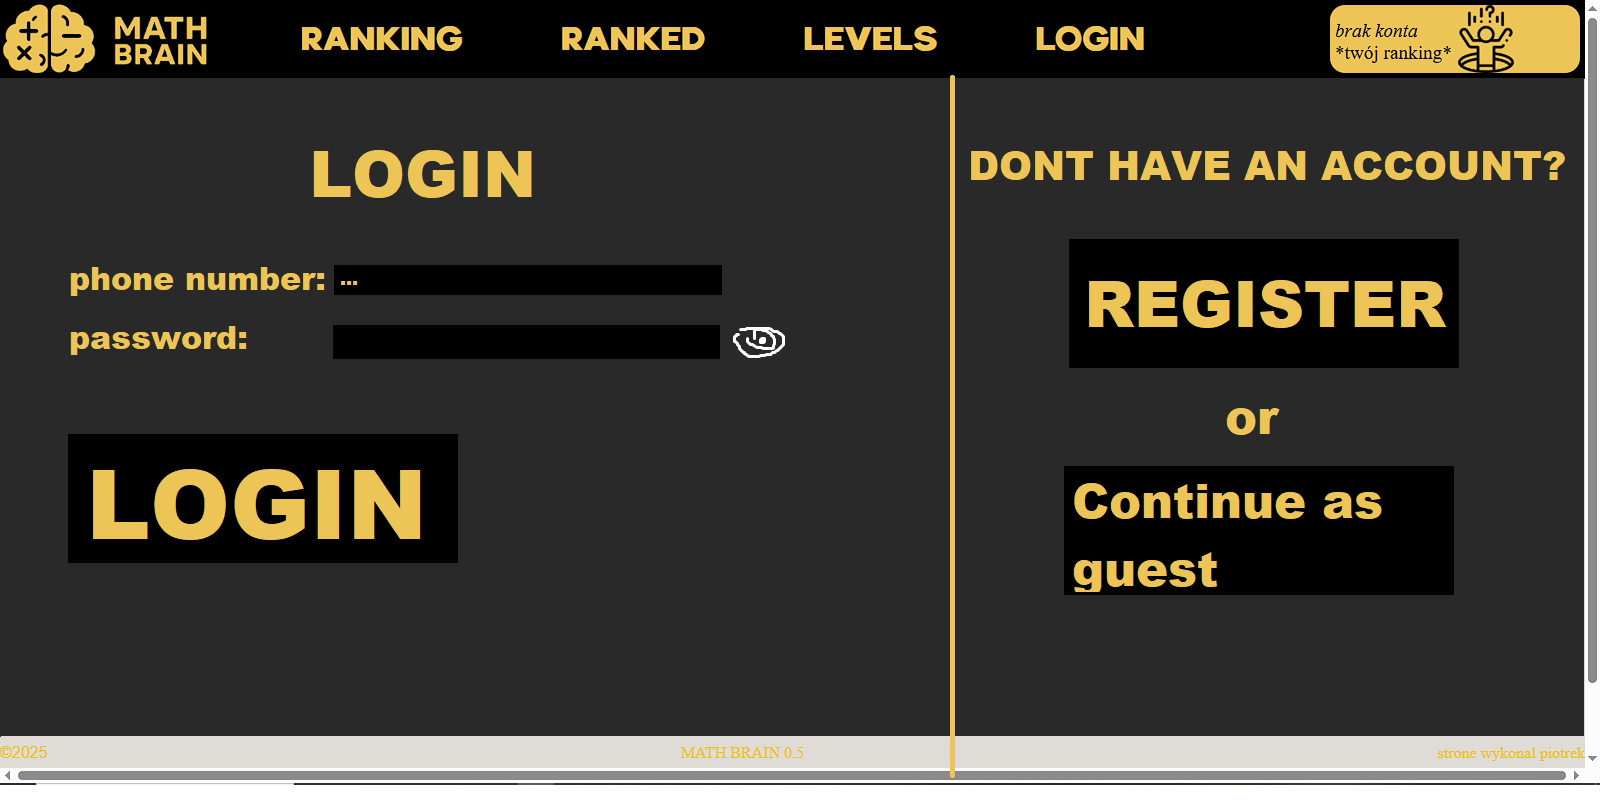 MATH
BRAIN
RANKING
RANKED
LEVELS
LOGIN
brak konta
*twój ranking*
LOGIN
phone number: ...
password:
LOGIN
DONT HAVE AN ACCOUNT?
REGISTER
or
Continue as
guest
©2025
MATH BRAIN 0.5
strone wykonal piotrek